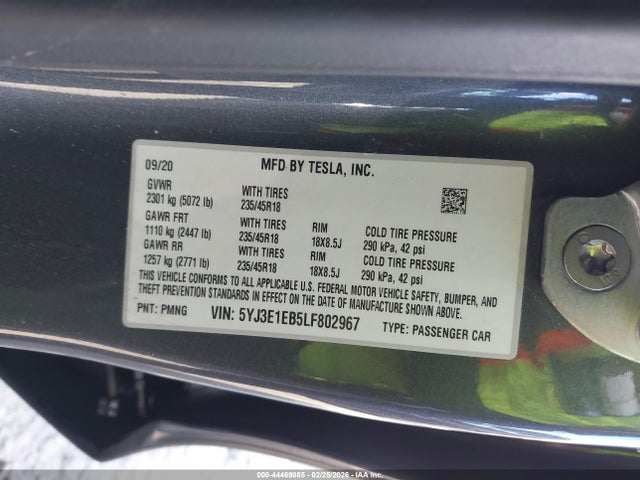 09/20
MFD BY TESLA, INC.
GVWR WITH TIRES
2301 kg (5072 lb) 235/45R18
GAWR FRT WITH TIRES RIM COLD TIRE PRESSURE
1110 kg (2447 lb) 235/45R18 18X8.5J 290 kPa, 42 psi
GAWR RR WITH TIRES RIM COLD TIRE PRESSURE
1257 kg (2771 lb) 235/45R18 18X8.5J 290 kPa, 42 psi
THIS VEHICLE CONFORMS TO ALL APPLICABLE U.S. FEDERAL MOTOR VEHICLE SAFETY, BUMPER, AND
THEFT PREVENTION STANDARDS IN EFFECT ON THE DATE OF MANUFACTURE SHOWN ABOVE.
PNT: PMNG VIN: 5YJ3E1EB5LF802967 TYPE: PASSENGER CAR
000-44469885 - 02/25/2026 - IAA, Inc.